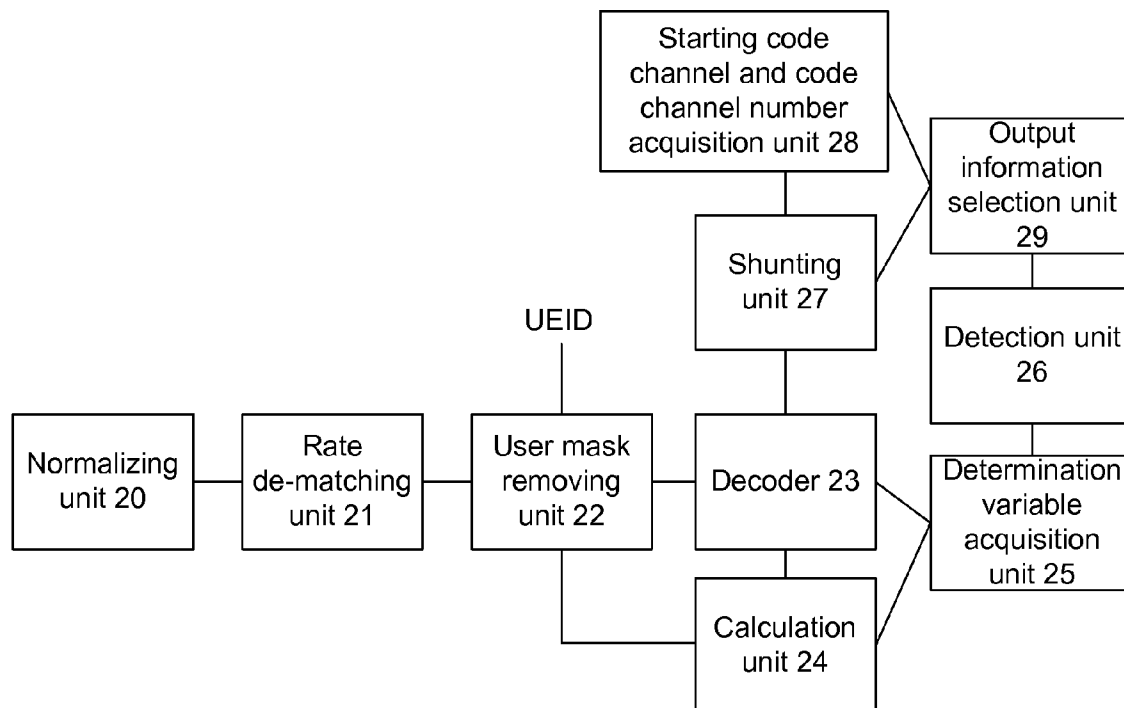 Starting code
channel and code
channel number
acquisition unit 28
Output
information
selection unit
29
Shunting
unit 27
UEID
Detection unit
26
Normalizing
unit 20
Rate
de-matching
unit 21
User mask
removing
unit 22
Decoder 23
Determination
variable
acquisition
unit 25
Calculation
unit 24